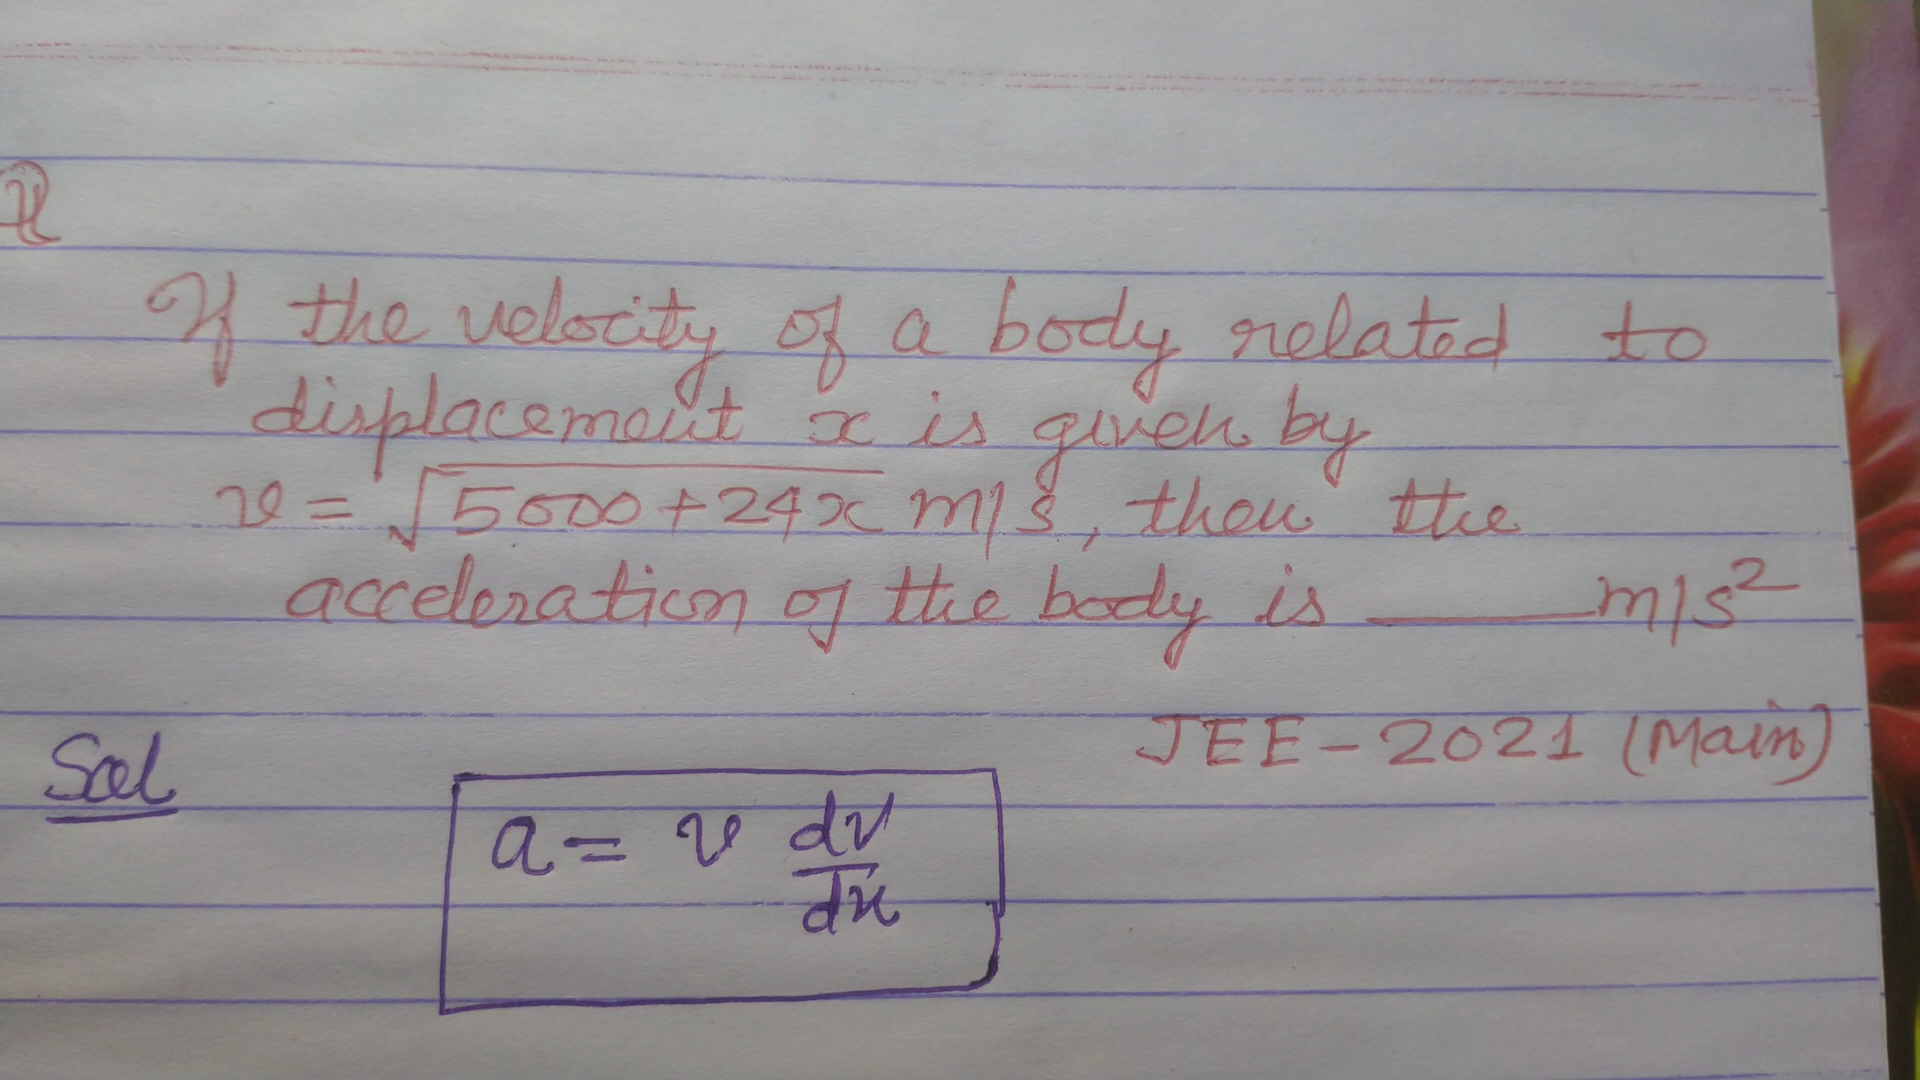 If the velocity of a body related to
displacement x is given by
v = √5000+24x m/s, then the
acceleration of the body is ____ m/s²
JEE-2021 (Main)
Sol
a = v dv/dx